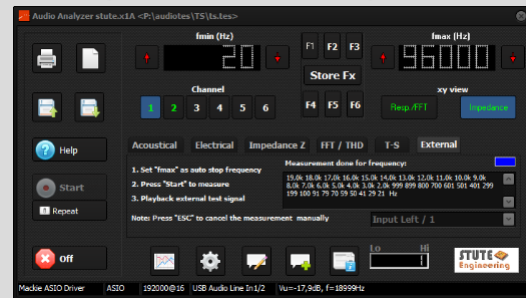 Audio Analyzer stute.x1A <P:\audiotes\TS\ts.tes>
fmin (Hz)
20
F1 F2 F3
Store Fx
F4 F5 F6
fmax (Hz)
96000
Channel
1 2 3 4 5 6
xy view
Resp./FFT Impedance
Help
Start
Repeat
Off
Acoustical Electrical Impedance Z FFT / THD T-S External
1. Set "fmax" as auto stop frequency
2. Press "Start" to measure
3. Playback external test signal
Note: Press "ESC" to cancel the measurement manually
Measurement done for frequency:
19.0k 18.0k 17.0k 16.0k 15.0k 14.0k 13.0k 12.0k 11.0k 10.0k 9.0k
8.0k 7.0k 6.0k 5.0k 4.0k 3.0k 2.0k 999 899 800 700 601 501 401 299
199 100 91 79 70 59 50 41 29 21 Hz
Input Left / 1
Lo Hi
1
STUTE
Engineering
Mackie ASIO Driver ASIO 192000@16 USB Audio Line In1/2 Vu=-17,9dB, f=18999Hz